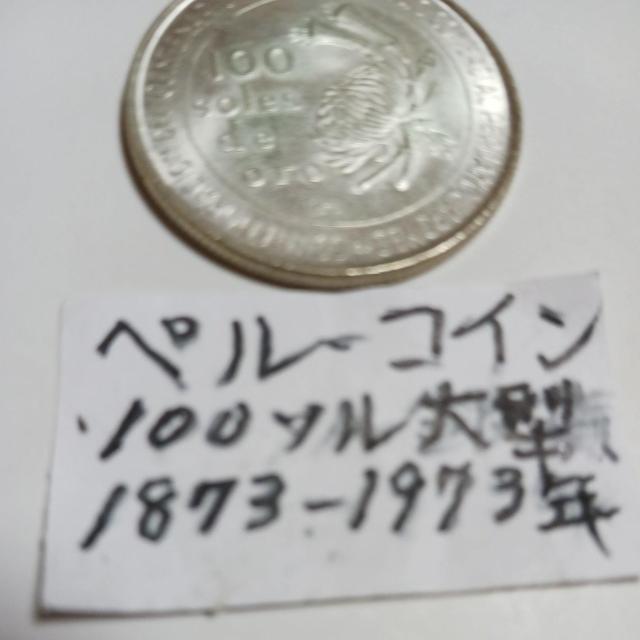 100
soles
de
oro
ペルーコイン
100ソル大型
1873-1973年